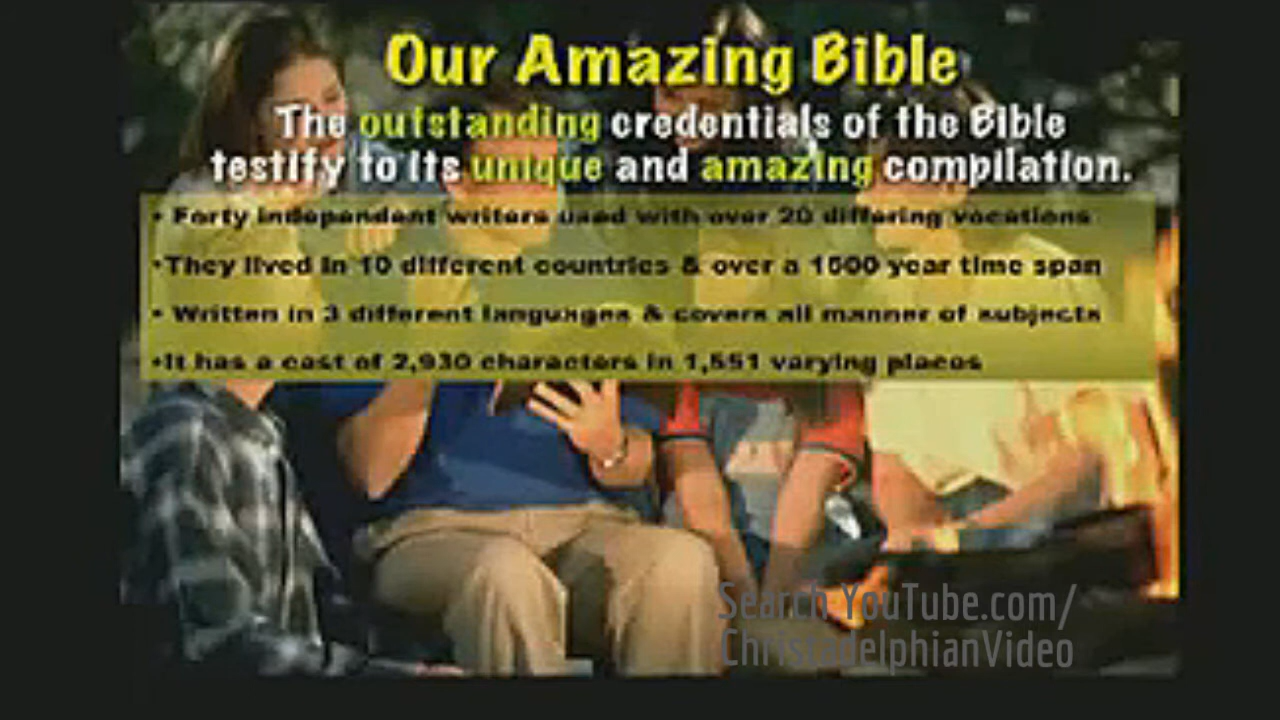 Our Amazing Bible
The outstanding credentials of the Bible
testify to its unique and amazing compilation.
• Forty independent writers used with over 20 differing vocations
•They lived in 10 different countries & over a 1500 year time span
• Written in 3 different languages & covers all manner of subjects
•It has a cast of 2,930 characters in 1,551 varying places
Search YouTube.com/
ChristadelphianVideo